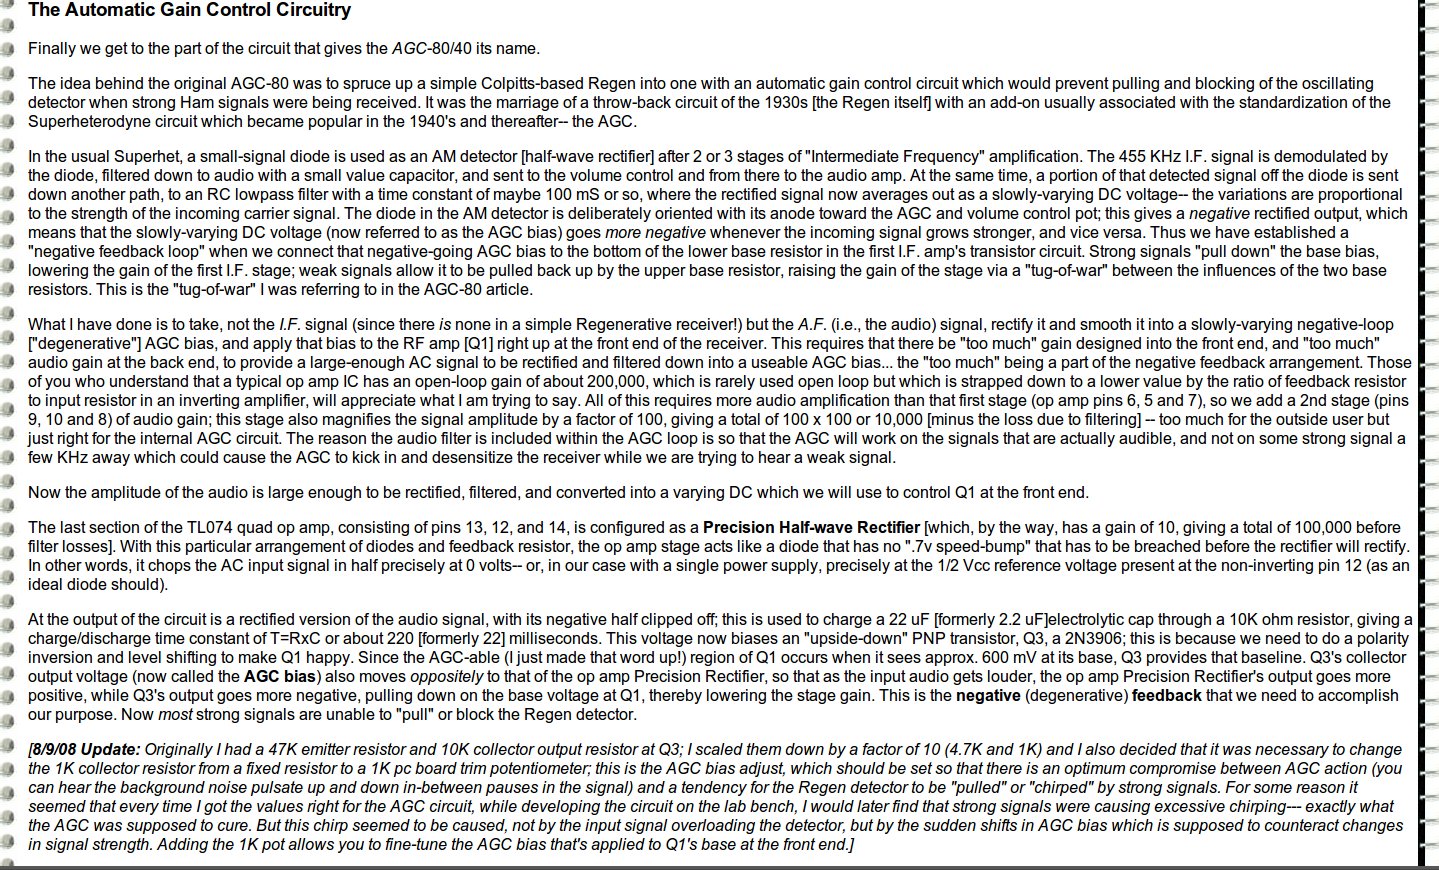 The Automatic Gain Control Circuitry
Finally we get to the part of the circuit that gives the AGC-80/40 its name.
The idea behind the original AGC-80 was to spruce up a simple Colpitts-based Regen into one with an automatic gain control circuit which would prevent pulling and blocking of the oscillating
detector when strong Ham signals were being received. It was the marriage of a throw-back circuit of the 1930s [the Regen itself] with an add-on usually associated with the standardization of the
Superheterodyne circuit which became popular in the 1940's and thereafter-- the AGC.
In the usual Superhet, a small-signal diode is used as an AM detector [half-wave rectifier] after 2 or 3 stages of "Intermediate Frequency" amplification. The 455 KHz I.F. signal is demodulated by
the diode, filtered down to audio with a small value capacitor, and sent to the volume control and from there to the audio amp. At the same time, a portion of that detected signal off the diode is sent
down another path, to an RC lowpass filter with a time constant of maybe 100 mS or so, where the rectified signal now averages out as a slowly-varying DC voltage-- the variations are proportional
to the strength of the incoming carrier signal. The diode in the AM detector is deliberately oriented with its anode toward the AGC and volume control pot; this gives a negative rectified output, which
means that the slowly-varying DC voltage (now referred to as the AGC bias) goes more negative whenever the incoming signal grows stronger, and vice versa. Thus we have established a
"negative feedback loop" when we connect that negative-going AGC bias to the bottom of the lower base resistor in the first I.F. amp's transistor circuit. Strong signals "pull down" the base bias,
lowering the gain of the first I.F. stage; weak signals allow it to be pulled back up by the upper base resistor, raising the gain of the stage via a "tug-of-war" between the influences of the two base
resistors. This is the "tug-of-war" I was referring to in the AGC-80 article.
What I have done is to take, not the I.F. signal (since there is none in a simple Regenerative receiver!) but the A.F. (i.e., the audio) signal, rectify it and smooth it into a slowly-varying negative-loop
["degenerative"] AGC bias, and apply that bias to the RF amp [Q1] right up at the front end of the receiver. This requires that there be "too much" gain designed into the front end, and "too much"
audio gain at the back end, to provide a large-enough AC signal to be rectified and filtered down into a useable AGC bias... the "too much" being a part of the negative feedback arrangement. Those
of you who understand that a typical op amp IC has an open-loop gain of about 200,000, which is rarely used open loop but which is strapped down to a lower value by the ratio of feedback resistor
to input resistor in an inverting amplifier, will appreciate what I am trying to say. All of this requires more audio amplification than that first stage (op amp pins 6, 5 and 7), so we add a 2nd stage (pins
9, 10 and 8) of audio gain; this stage also magnifies the signal amplitude by a factor of 100, giving a total of 100 x 100 or 10,000 [minus the loss due to filtering] -- too much for the outside user but
just right for the internal AGC circuit. The reason the audio filter is included within the AGC loop is so that the AGC will work on the signals that are actually audible, and not on some strong signal a
few KHz away which could cause the AGC to kick in and desensitize the receiver while we are trying to hear a weak signal.
Now the amplitude of the audio is large enough to be rectified, filtered, and converted into a varying DC which we will use to control Q1 at the front end.
The last section of the TL074 quad op amp, consisting of pins 13, 12, and 14, is configured as a Precision Half-wave Rectifier [which, by the way, has a gain of 10, giving a total of 100,000 before
filter losses]. With this particular arrangement of diodes and feedback resistor, the op amp stage acts like a diode that has no ".7v speed-bump" that has to be breached before the rectifier will rectify.
In other words, it chops the AC input signal in half precisely at 0 volts-- or, in our case with a single power supply, precisely at the 1/2 Vcc reference voltage present at the non-inverting pin 12 (as an
ideal diode should).
At the output of the circuit is a rectified version of the audio signal, with its negative half clipped off; this is used to charge a 22 uF [formerly 2.2 uF]electrolytic cap through a 10K ohm resistor, giving a
charge/discharge time constant of T=RxC or about 220 [formerly 22] milliseconds. This voltage now biases an "upside-down" PNP transistor, Q3, a 2N3906; this is because we need to do a polarity
inversion and level shifting to make Q1 happy. Since the AGC-able (I just made that word up!) region of Q1 occurs when it sees approx. 600 mV at its base, Q3 provides that baseline. Q3's collector
output voltage (now called the AGC bias) also moves oppositely to that of the op amp Precision Rectifier, so that as the input audio gets louder, the op amp Precision Rectifier's output goes more
positive, while Q3's output goes more negative, pulling down on the base voltage at Q1, thereby lowering the stage gain. This is the negative (degenerative) feedback that we need to accomplish
our purpose. Now most strong signals are unable to "pull" or block the Regen detector.
[8/9/08 Update: Originally I had a 47K emitter resistor and 10K collector output resistor at Q3; I scaled them down by a factor of 10 (4.7K and 1K) and I also decided that it was necessary to change
the 1K collector resistor from a fixed resistor to a 1K pc board trim potentiometer; this is the AGC bias adjust, which should be set so that there is an optimum compromise between AGC action (you
can hear the background noise pulsate up and down in-between pauses in the signal) and a tendency for the Regen detector to be "pulled" or "chirped" by strong signals. For some reason it
seemed that every time I got the values right for the AGC circuit, while developing the circuit on the lab bench, I would later find that strong signals were causing excessive chirping--- exactly what
the AGC was supposed to cure. But this chirp seemed to be caused, not by the input signal overloading the detector, but by the sudden shifts in AGC bias which is supposed to counteract changes
in signal strength. Adding the 1K pot allows you to fine-tune the AGC bias that's applied to Q1's base at the front end.]